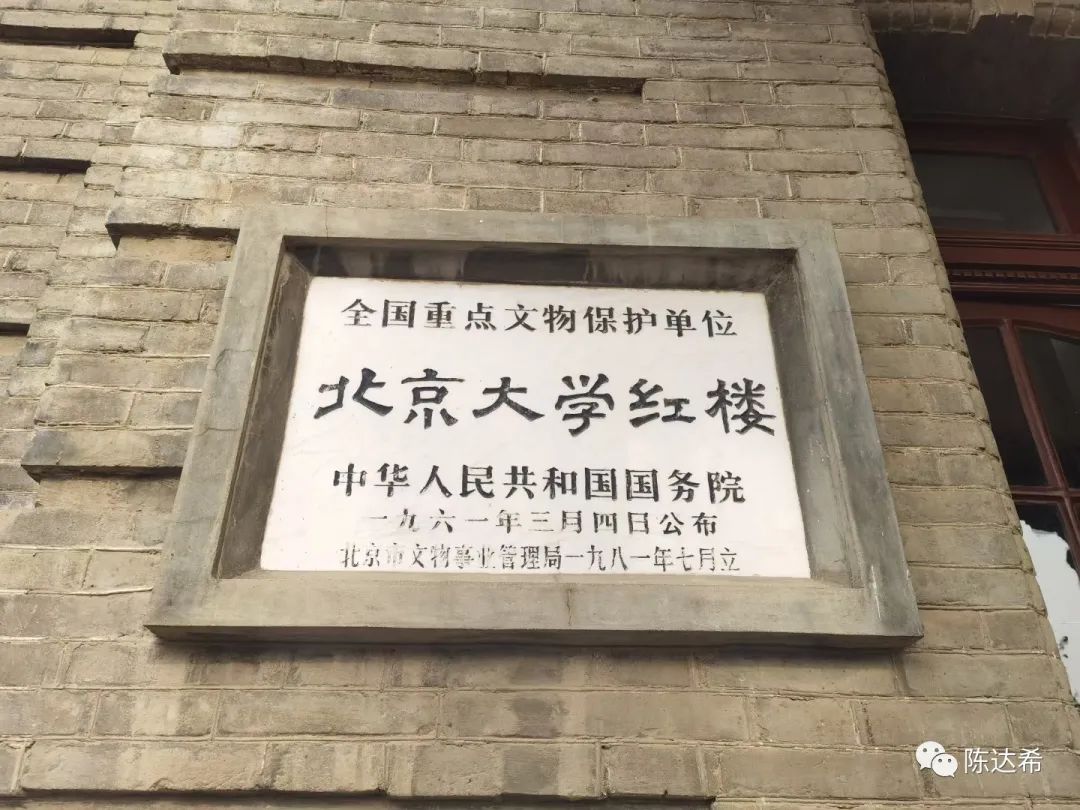 全国重点文物保护单位
北京大学红楼
中华人民共和国国务院
一九六一年三月四日公布
北京市文物事业管理局一九八一年七月立
陈达希